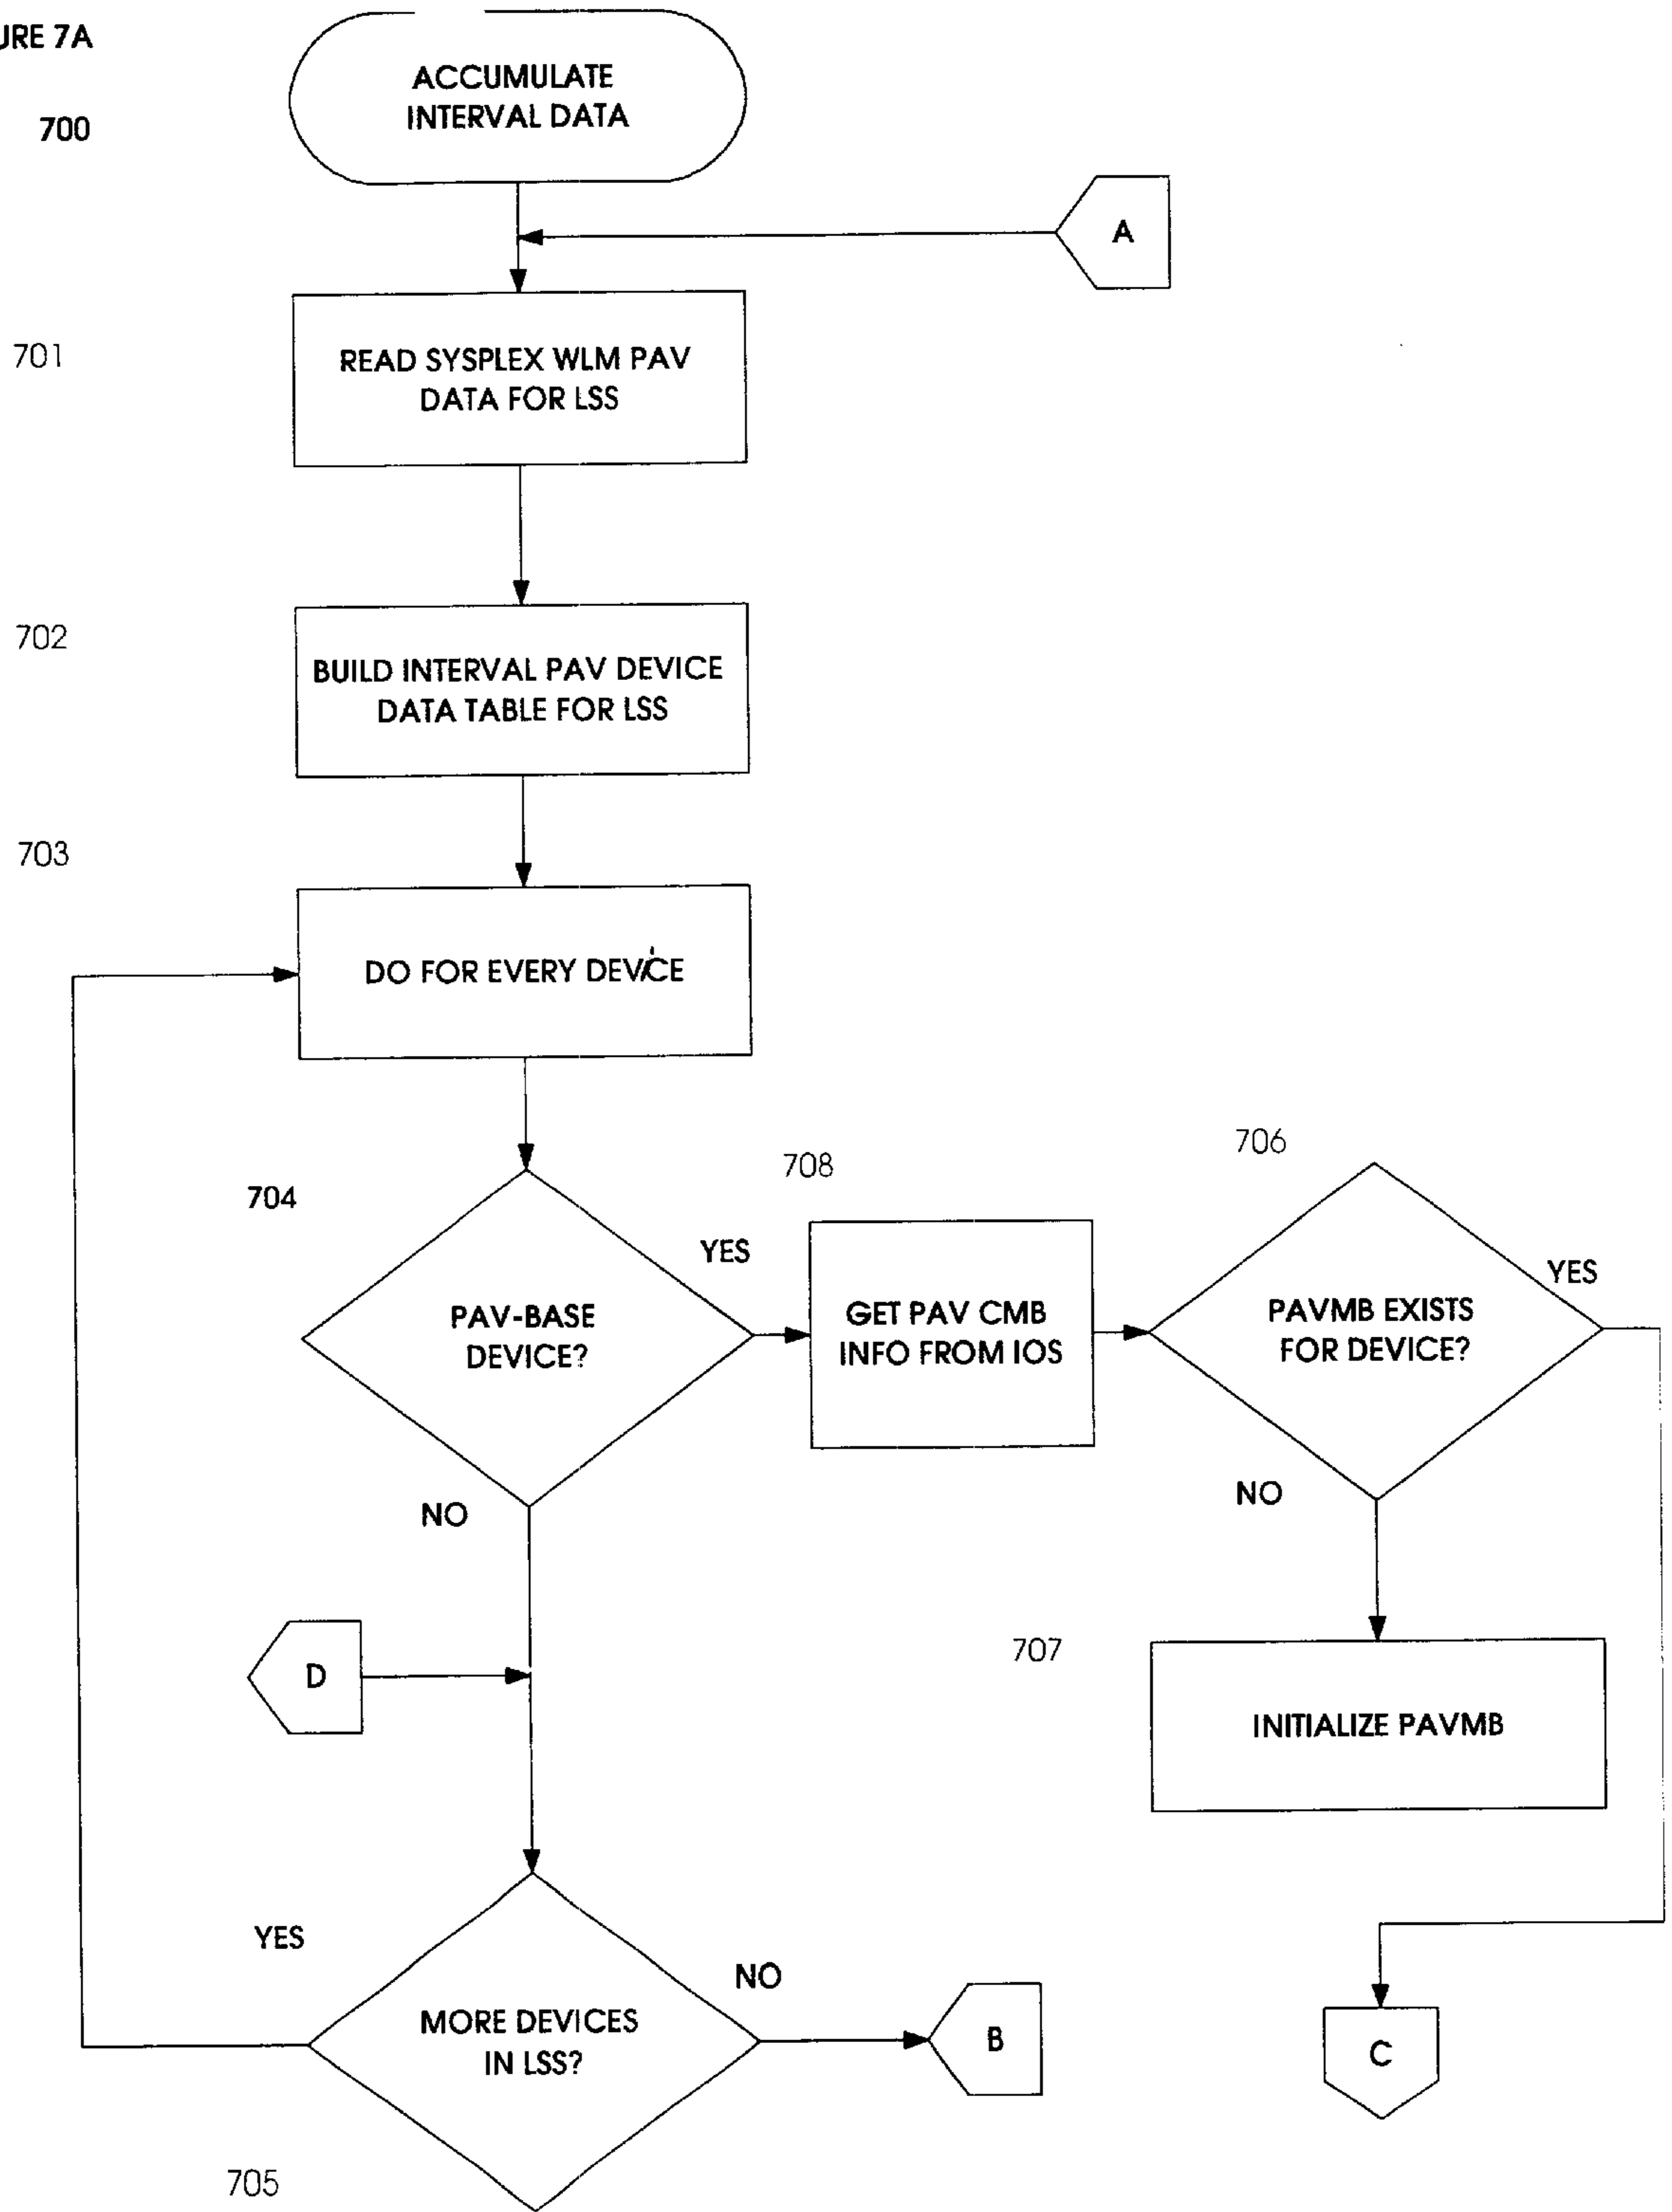 URE 7A
700
ACCUMULATE
INTERVAL DATA
A
701
READ SYSPLEX WLM PAV
DATA FOR LSS
702
BUILD INTERVAL PAV DEVICE
DATA TABLE FOR LSS
703
DO FOR EVERY DEVICE
704
PAV-BASE
DEVICE?
YES
NO
708
GET PAV CMB
INFO FROM IOS
706
PAVMB EXISTS
FOR DEVICE?
YES
NO
707
INITIALIZE PAVMB
D
YES
MORE DEVICES
IN LSS?
NO
B
C
705